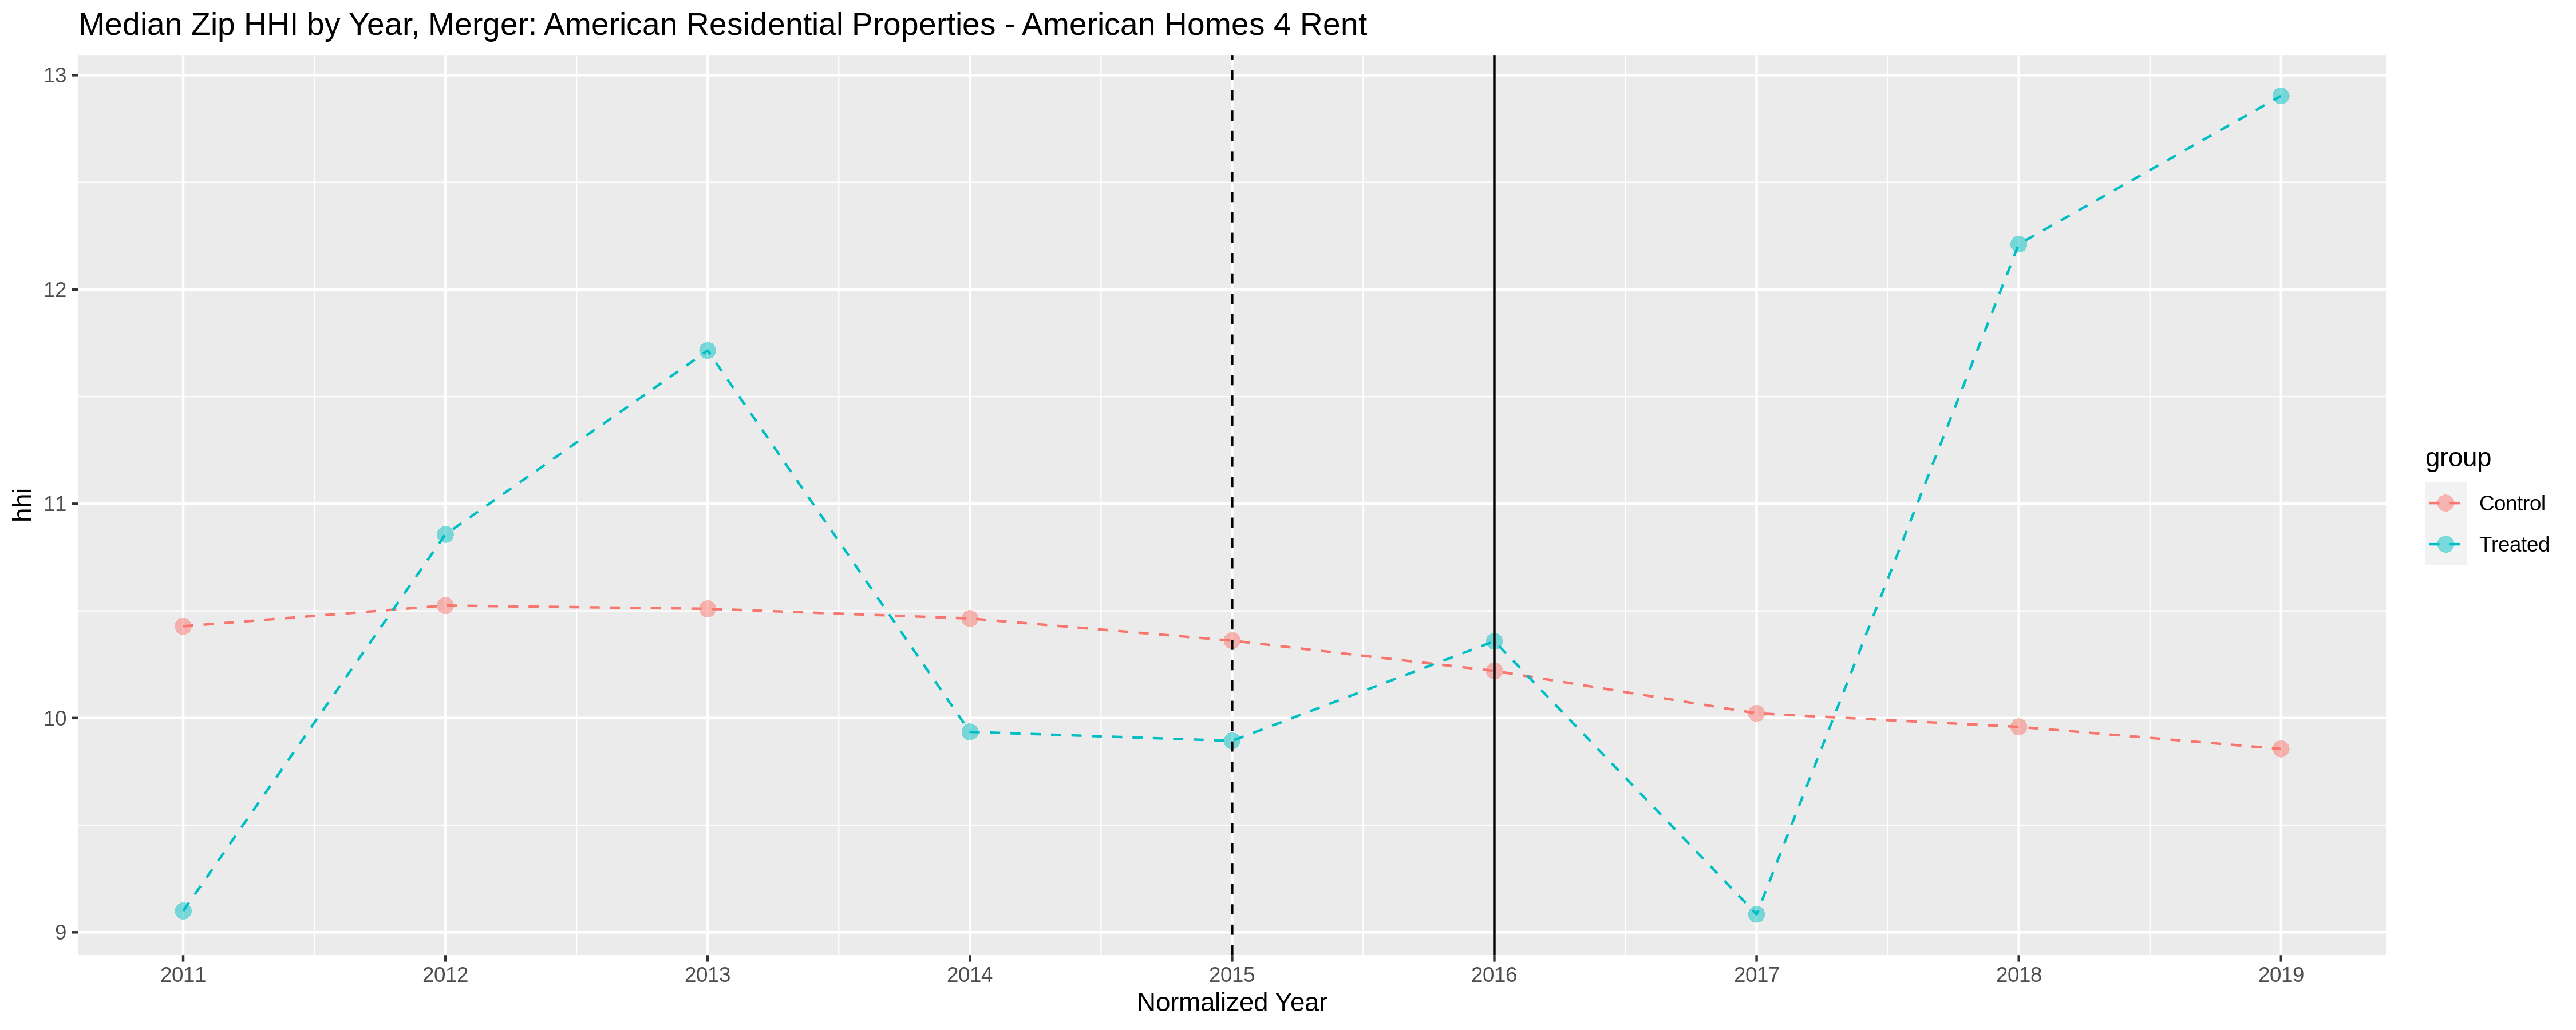 Median Zip HHI by Year, Merger: American Residential Properties - American Homes 4 Rent
13
12
11
10
9
hhi
2011 2012 2013 2014 2015 2016 2017 2018 2019
Normalized Year
group
Control
Treated